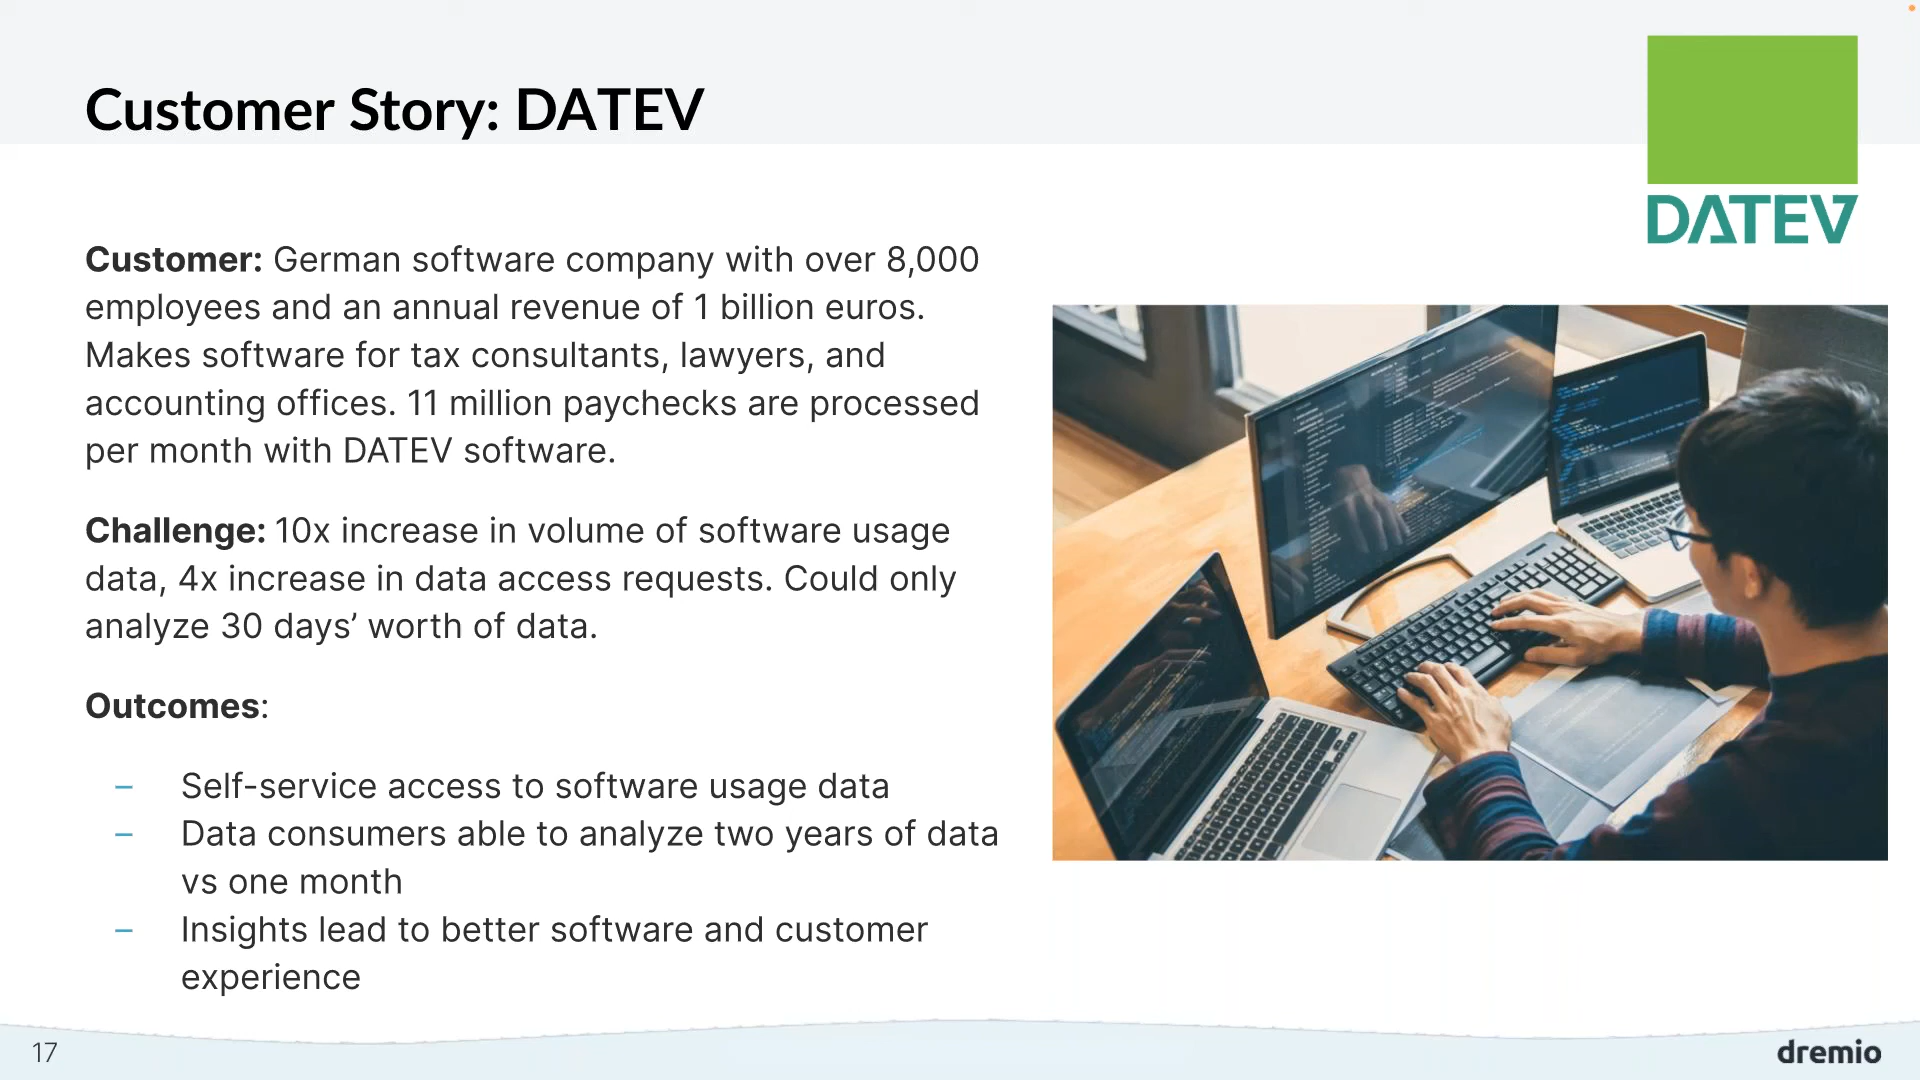 Customer Story: DATEV
DATEV
Customer: German software company with over 8,000
employees and an annual revenue of 1 billion euros.
Makes software for tax consultants, lawyers, and
accounting offices. 11 million paychecks are processed
per month with DATEV software.
Challenge: 10x increase in volume of software usage
data, 4x increase in data access requests. Could only
analyze 30 days’ worth of data.
Outcomes:
– Self-service access to software usage data
– Data consumers able to analyze two years of data
vs one month
– Insights lead to better software and customer
experience
17
dremio